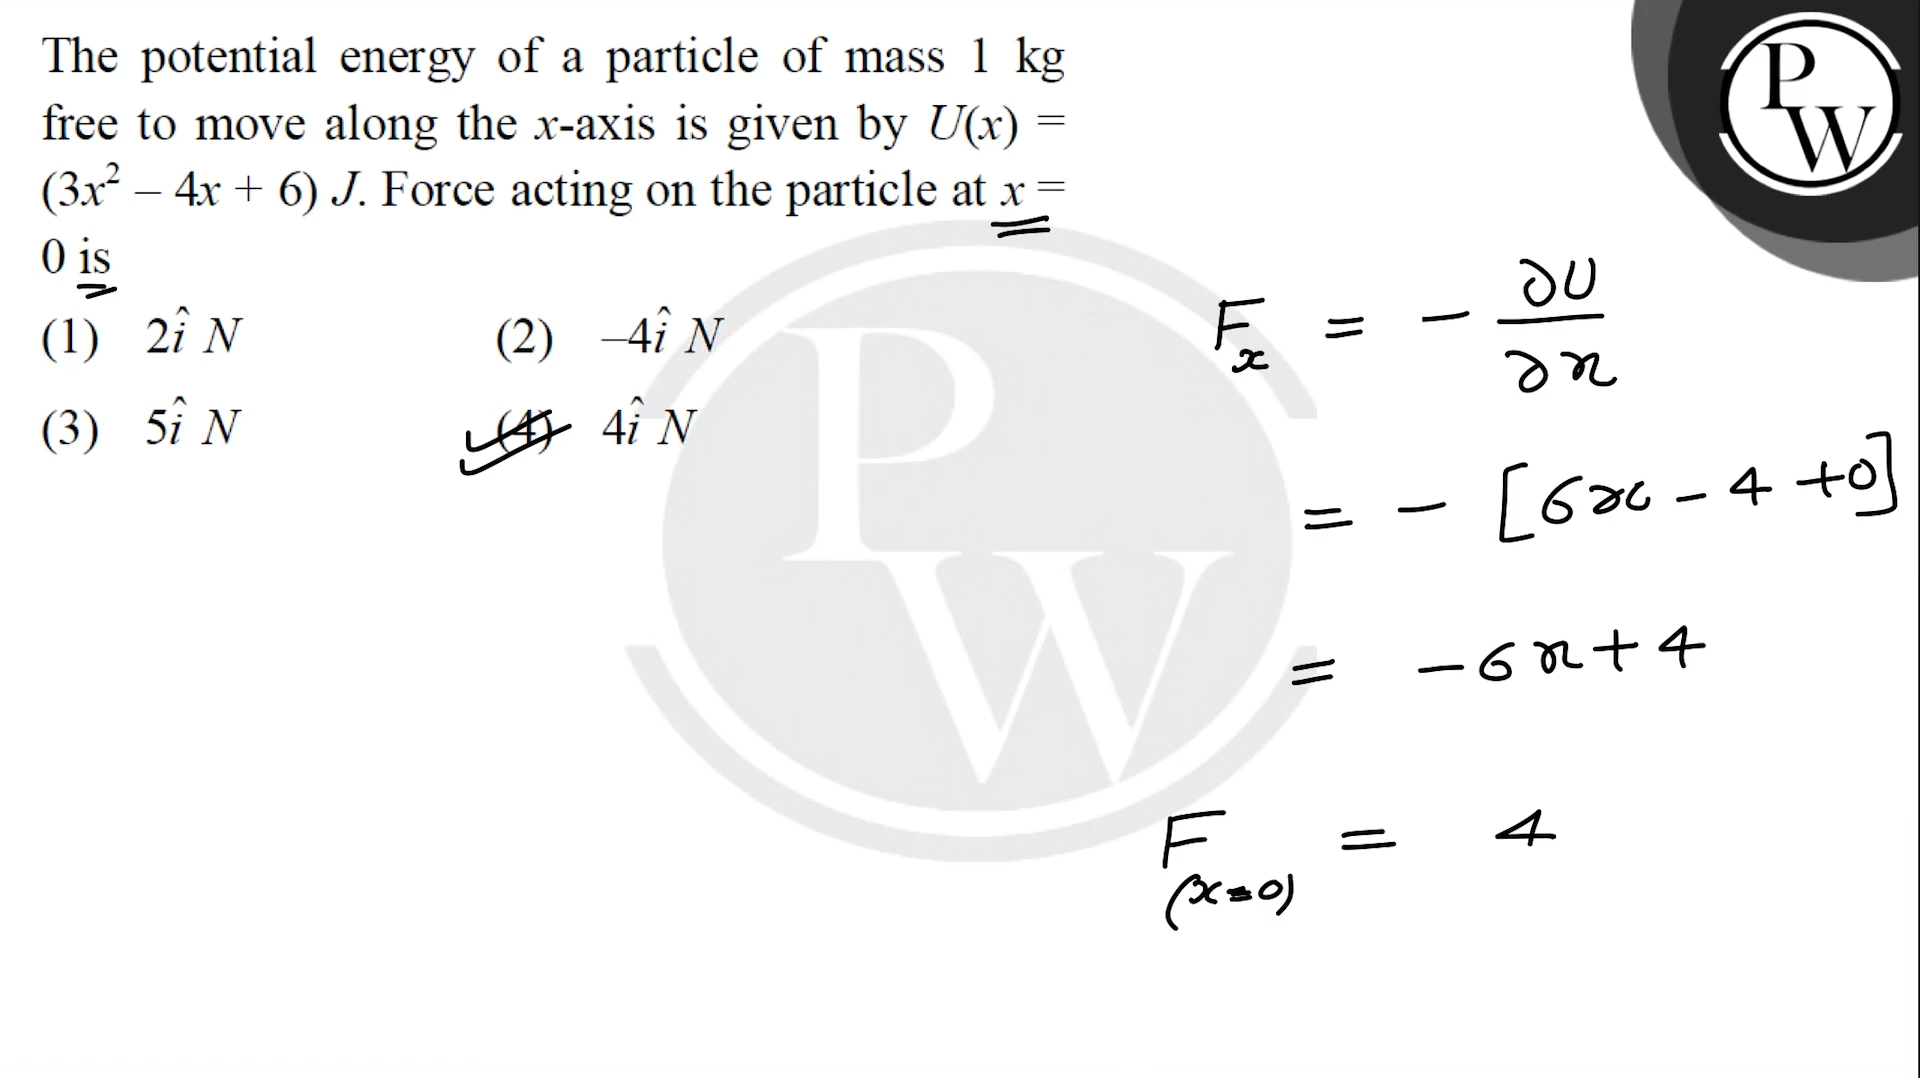 The potential energy of a particle of mass 1 kg
free to move along the x-axis is given by U(x) =
(3x² – 4x + 6) J. Force acting on the particle at x =
0 is
(1) 2î N (2) –4î N
(3) 5î N (4) 4î N
Fₓ = - ∂U/∂x
= - [6x - 4 + 0]
= -6x + 4
F(x=0) = 4
PW
PW